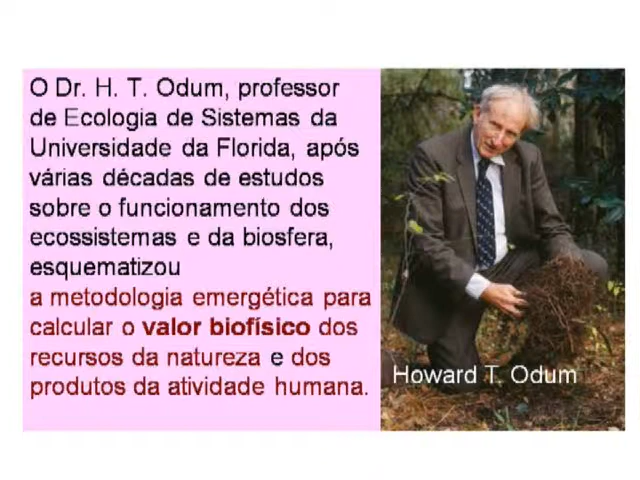 O Dr. H. T. Odum, professor
de Ecologia de Sistemas da
Universidade da Florida, após
várias décadas de estudos
sobre o funcionamento dos
ecossistemas e da biosfera,
esquematizou
a metodologia emergética para
calcular o valor biofísico dos
recursos da natureza e dos
produtos da atividade humana.
Howard T. Odum